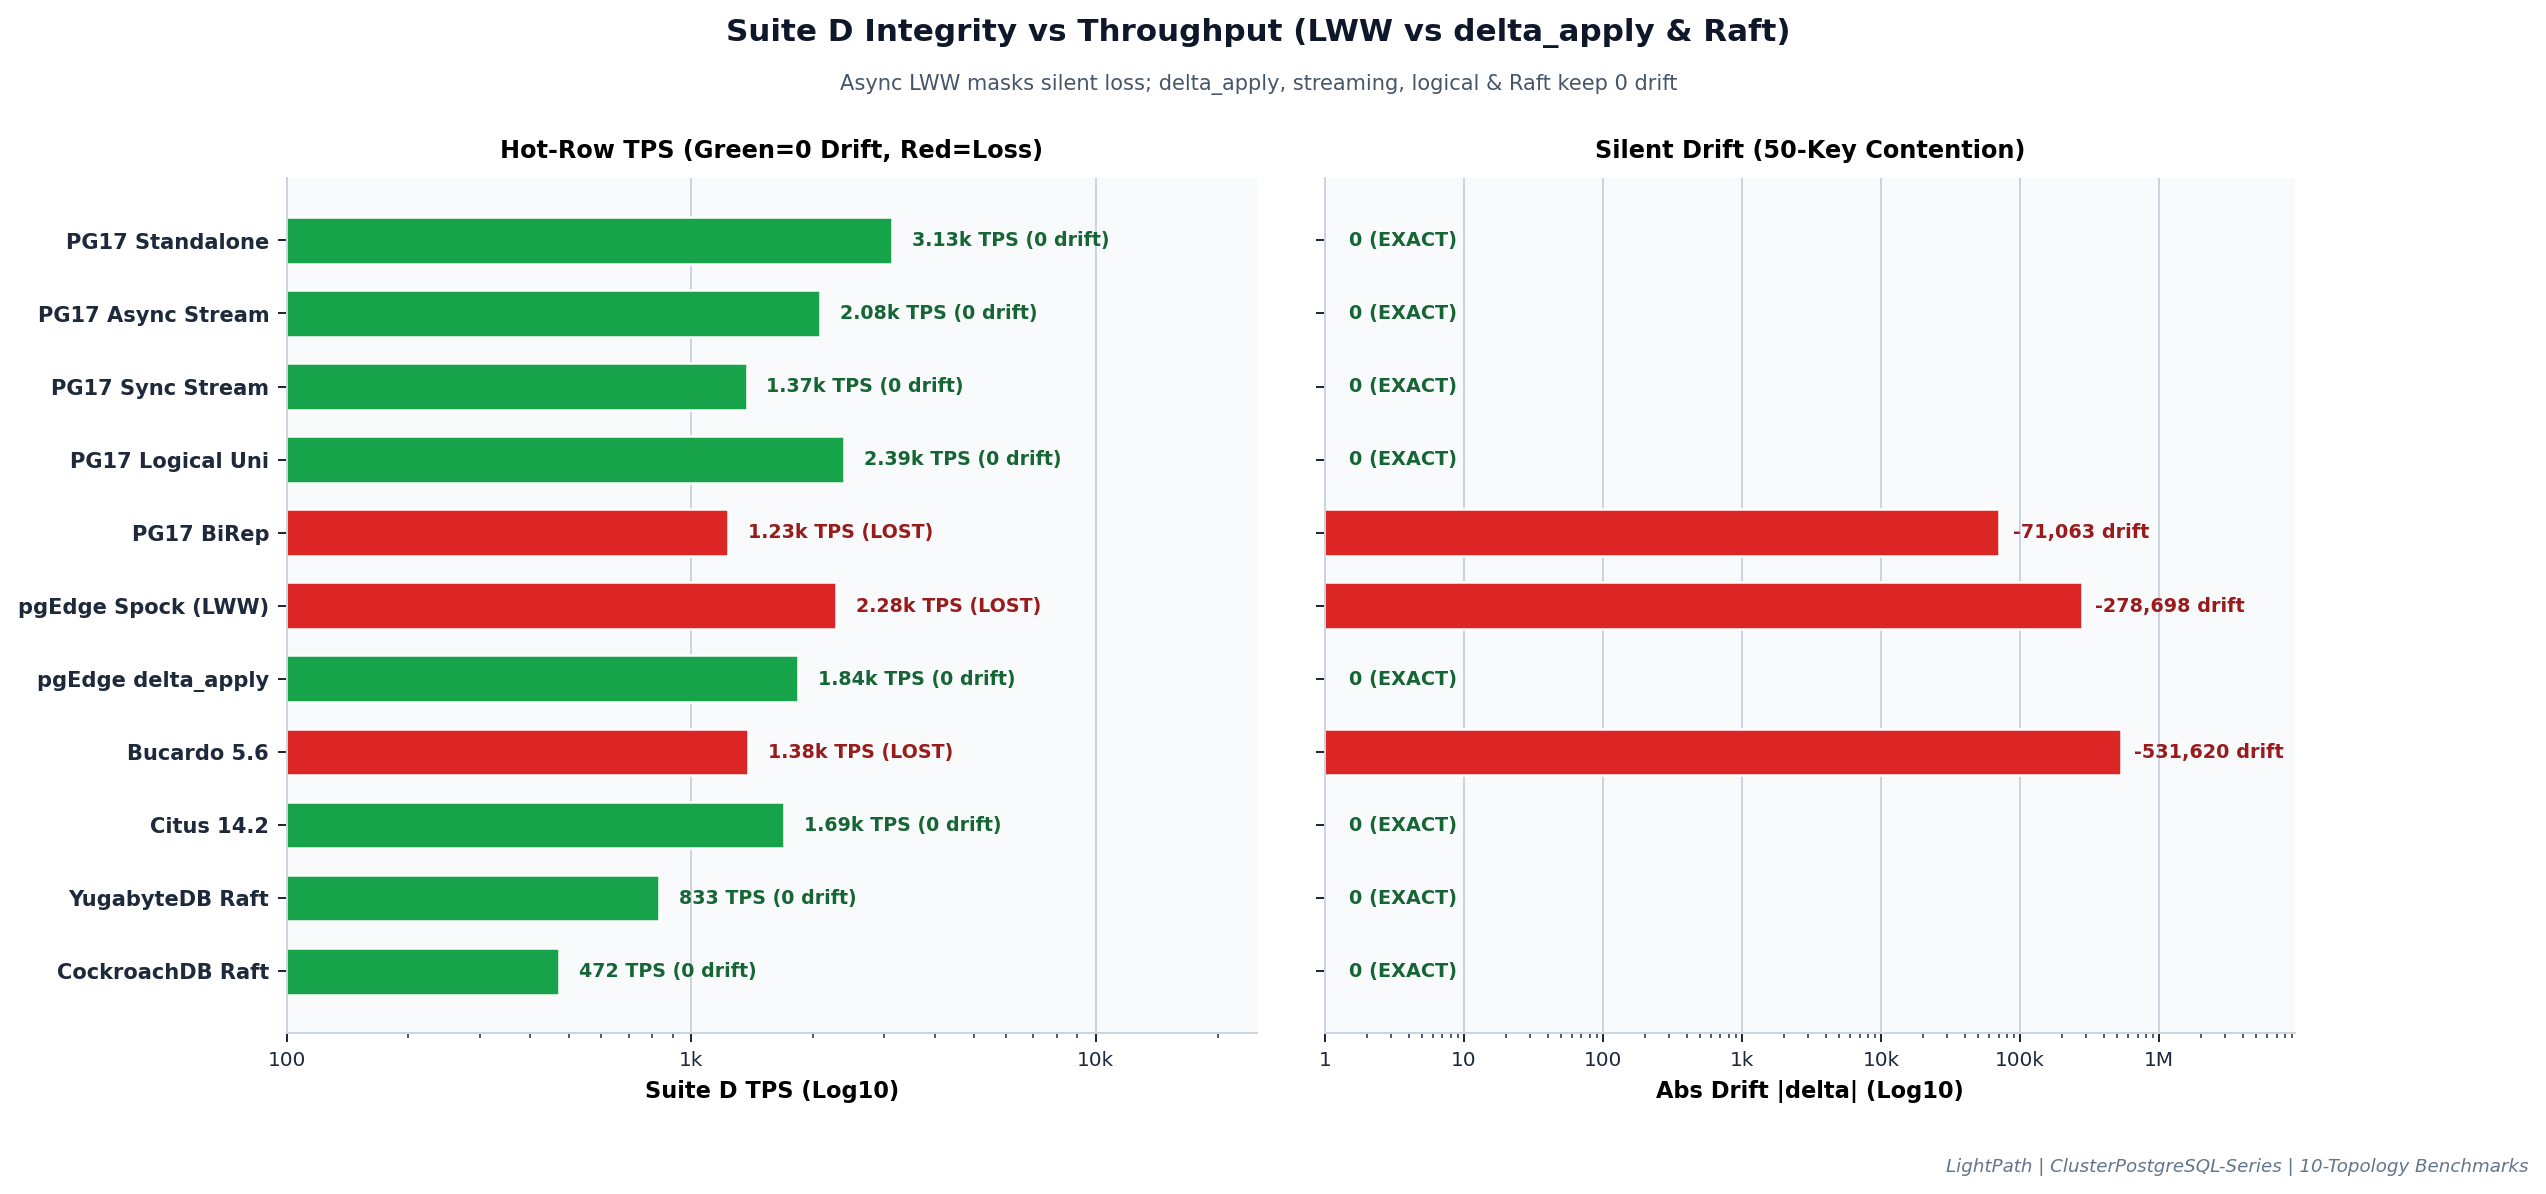 Suite D Integrity vs Throughput (LWW vs delta_apply & Raft)
Async LWW masks silent loss; delta_apply, streaming, logical & Raft keep 0 drift
Hot-Row TPS (Green=0 Drift, Red=Loss)
PG17 Standalone
3.13k TPS (0 drift)
PG17 Async Stream
2.08k TPS (0 drift)
PG17 Sync Stream
1.37k TPS (0 drift)
PG17 Logical Uni
2.39k TPS (0 drift)
PG17 BiRep
1.23k TPS (LOST)
pgEdge Spock (LWW)
2.28k TPS (LOST)
pgEdge delta_apply
1.84k TPS (0 drift)
Bucardo 5.6
1.38k TPS (LOST)
Citus 14.2
1.69k TPS (0 drift)
YugabyteDB Raft
833 TPS (0 drift)
CockroachDB Raft
472 TPS (0 drift)
100 1k 10k
Suite D TPS (Log10)
Silent Drift (50-Key Contention)
0 (EXACT)
0 (EXACT)
0 (EXACT)
0 (EXACT)
-71,063 drift
-278,698 drift
0 (EXACT)
-531,620 drift
0 (EXACT)
0 (EXACT)
0 (EXACT)
1 10 100 1k 10k 100k 1M
Abs Drift |delta| (Log10)
LightPath | ClusterPostgreSQL-Series | 10-Topology Benchmarks